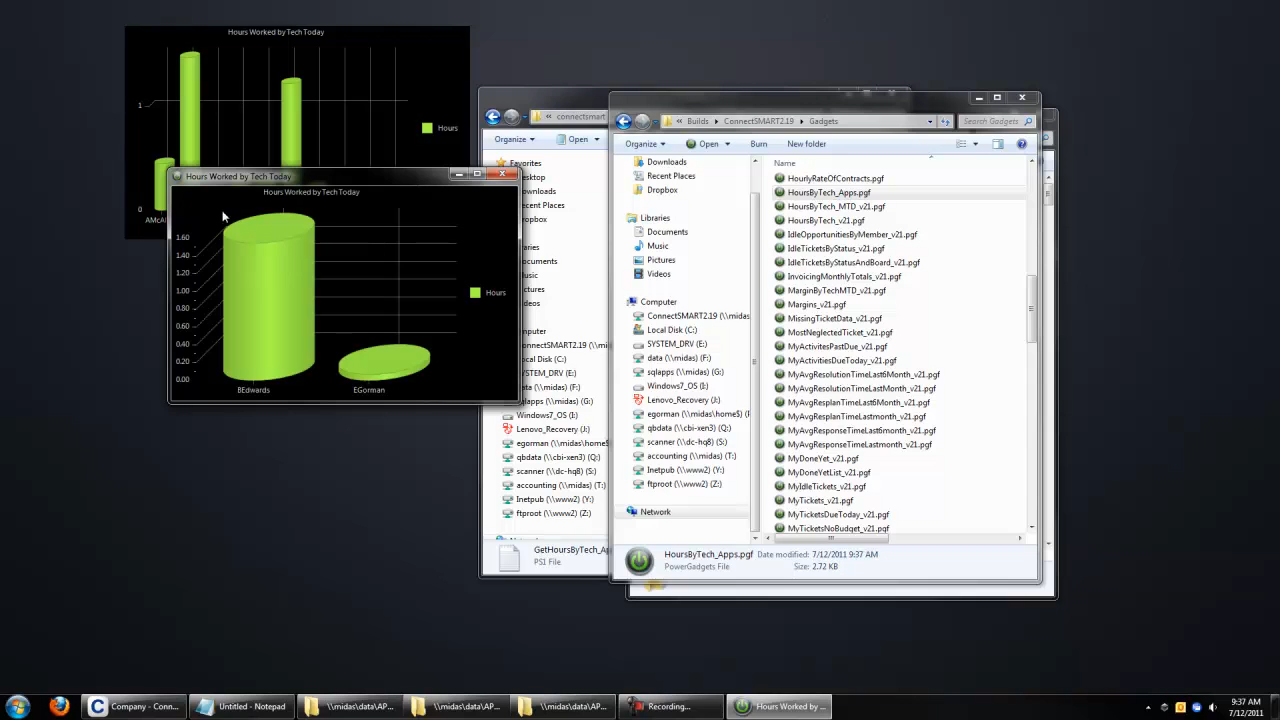 Hours Worked by Tech Today
1
Hours
0
Hours Worked by Tech Today
Hours Worked by Tech Today
1.60
1.40
1.20
1.00
0.80
0.60
0.40
0.20
0.00
BEdwards
EGorman
Hours
connectsmart
Organize
Open
Favorites
Recent Places
ConnectSMART2.19 (\\mi
Local Disk (C:)
SYSTEM_DRV (E:)
data (\\midas) (F:)
sqlapps (\\midas) (G:)
Windows7_OS (I:)
Lenovo_Recovery (J:)
egorman (\\midas\home
qbdata (\\cbi-xen3) (Q:)
scanner (\\dc-hq8) (S:)
accounting (\\midas) (T:)
Inetpub (\\www2) (Y:)
ftproot (\\www2) (Z:)
GetHoursByTech_Ap
PS1 File
Builds
ConnectSMART2.19
Gadgets
Search Gadgets
Organize
Open
Burn
New folder
Downloads
Recent Places
Dropbox
Libraries
Documents
Music
Pictures
Videos
Computer
ConnectSMART2.19 (\\midas
Local Disk (C:)
SYSTEM_DRV (E:)
data (\\midas) (F:)
sqlapps (\\midas) (G:)
Windows7_OS (I:)
Lenovo_Recovery (J:)
egorman (\\midas\home$) (
qbdata (\\cbi-xen3) (Q:)
scanner (\\dc-hq8) (S:)
accounting (\\midas) (T:)
Inetpub (\\www2) (Y:)
ftproot (\\www2) (Z:)
Network
Name
HourlyRateOfContracts.pgf
HoursByTech_Apps.pgf
HoursByTech_MTD_v21.pgf
HoursByTech_v21.pgf
IdleOpportunitiesByMember_v21.pgf
IdleTicketsByStatus_v21.pgf
IdleTicketsByStatusAndBoard_v21.pgf
InvoicingMonthlyTotals_v21.pgf
MarginByTechMTD_v21.pgf
Margins_v21.pgf
MissingTicketData_v21.pgf
MostNeglectedTicket_v21.pgf
MyActivitesPastDue_v21.pgf
MyActivitiesDueToday_v21.pgf
MyAvgResolutionTimeLast6Month_v21.pgf
MyAvgResolutionTimeLastMonth_v21.pgf
MyAvgResplanTimeLast6Month_v21.pgf
MyAvgResplanTimeLastmonth_v21.pgf
MyAvgResponseTimeLast6month_v21.pgf
MyAvgResponseTimeLastmonth_v21.pgf
MyDoneYet_v21.pgf
MyDoneYetList_v21.pgf
MyIdleTickets_v21.pgf
MyTickets_v21.pgf
MyTicketsDueToday_v21.pgf
MyTicketsNoBudget_v21.pgf
HoursByTech_Apps.pgf Date modified: 7/12/2011 9:37 AM
PowerGadgets File Size: 2.72 KB
Company - Conn...
Untitled - Notepad
\\midas\data\AP...
\\midas\data\AP...
\\midas\data\AP...
Recording...
Hours Worked by ...
9:37 AM
7/12/2011